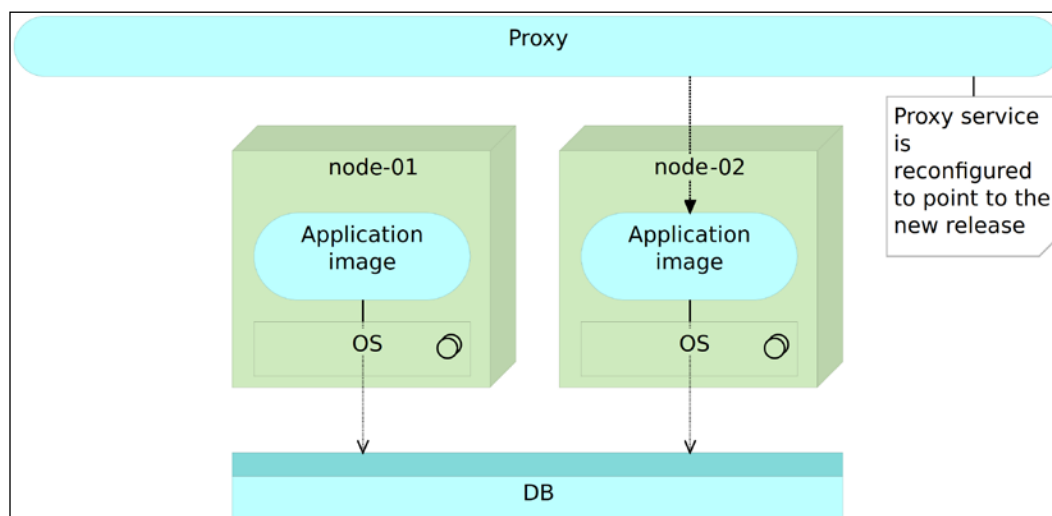 Proxy
Proxy service
is
reconfigured
to point to the
new release
node-01
node-02
Application
image
Application
image
OS
OS
DB